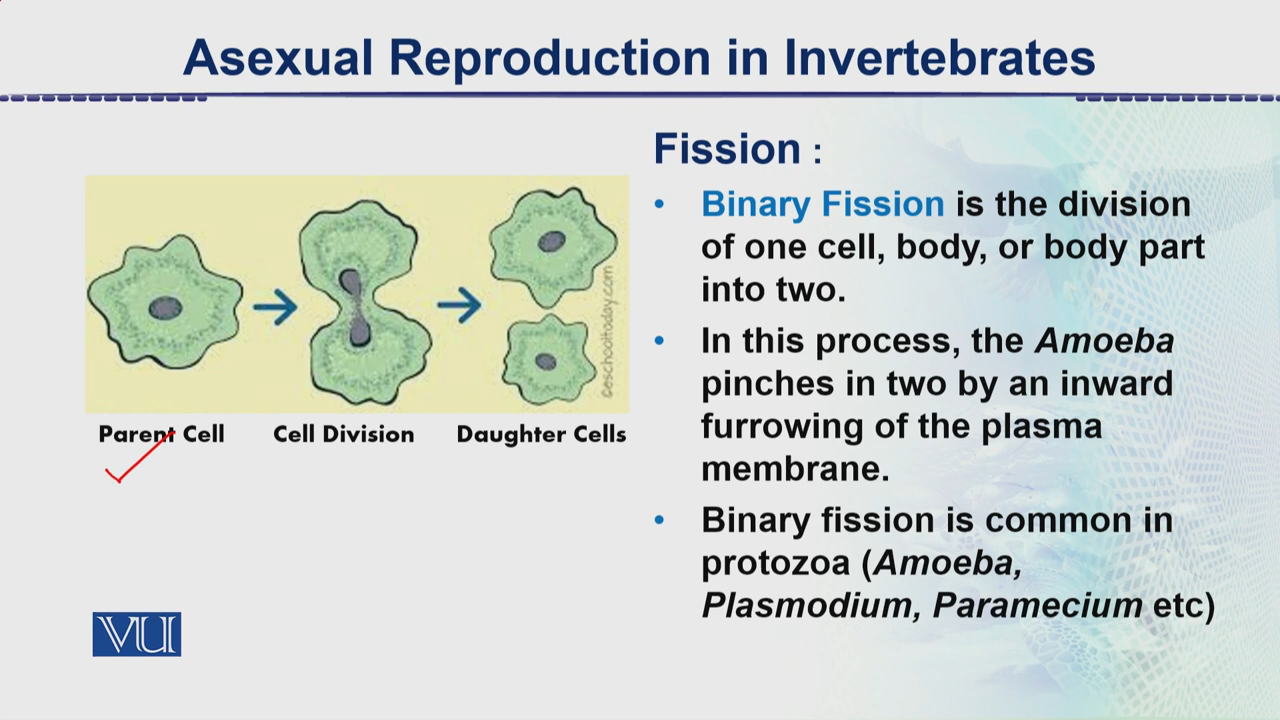 Asexual Reproduction in Invertebrates
©eschooltoday.com
Parent Cell
Cell Division
Daughter Cells
Fission :
• Binary Fission is the division
of one cell, body, or body part
into two.
• In this process, the Amoeba
pinches in two by an inward
furrowing of the plasma
membrane.
• Binary fission is common in
protozoa (Amoeba,
Plasmodium, Paramecium etc)
VU